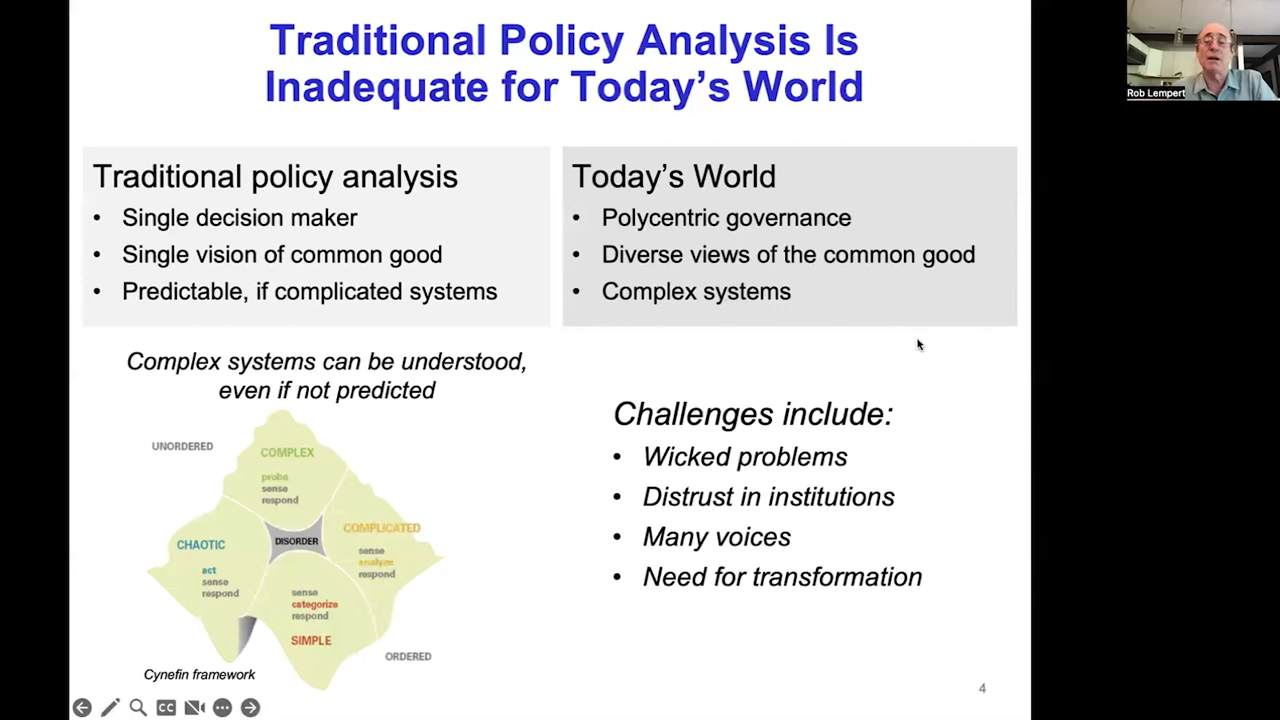 Traditional Policy Analysis Is
Inadequate for Today's World
Rob Lempert
Traditional policy analysis
• Single decision maker
• Single vision of common good
• Predictable, if complicated systems
Today's World
• Polycentric governance
• Diverse views of the common good
• Complex systems
Complex systems can be understood,
even if not predicted
UNORDERED
COMPLEX
probe
sense
respond
COMPLICATED
sense
analyze
respond
DISORDER
CHAOTIC
act
sense
respond
sense
categorize
respond
SIMPLE
ORDERED
Cynefin framework
Challenges include:
• Wicked problems
• Distrust in institutions
• Many voices
• Need for transformation
4
CC